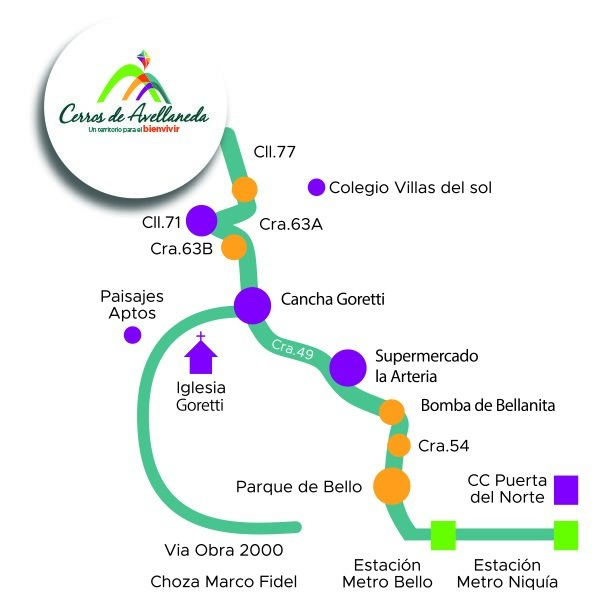 Cerros de Avellaneda
Un territorio para el bienvivir
Cll.77
Colegio Villas del sol
Cll.71
Cra.63A
Cra.63B
Paisajes
Aptos
Cancha Goretti
Cra.49
Iglesia
Goretti
Supermercado
la Arteria
Bomba de Bellanita
Cra.54
Parque de Bello
CC Puerta
del Norte
Via Obra 2000
Choza Marco Fidel
Estación
Metro Bello
Estación
Metro Niquía